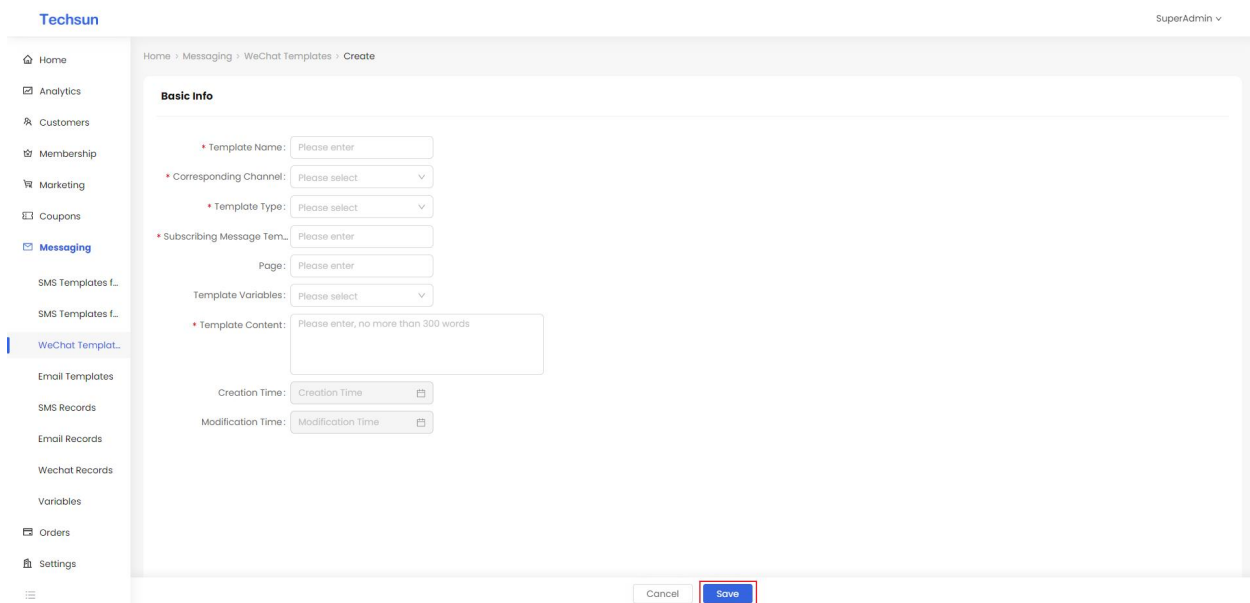 Techsun
SuperAdmin
Home
Analytics
Customers
Membership
Marketing
Coupons
Messaging
SMS Templates f...
SMS Templates f...
WeChat Templat...
Email Templates
SMS Records
Email Records
Wechat Records
Variables
Orders
Settings
Home > Messaging > WeChat Templates > Create
Basic Info
* Template Name: Please enter
* Corresponding Channel: Please select
* Template Type: Please select
* Subscribing Message Tem... Please enter
Page: Please enter
Template Variables: Please select
* Template Content: Please enter, no more than 300 words
Creation Time: Creation Time
Modification Time: Modification Time
Cancel Save